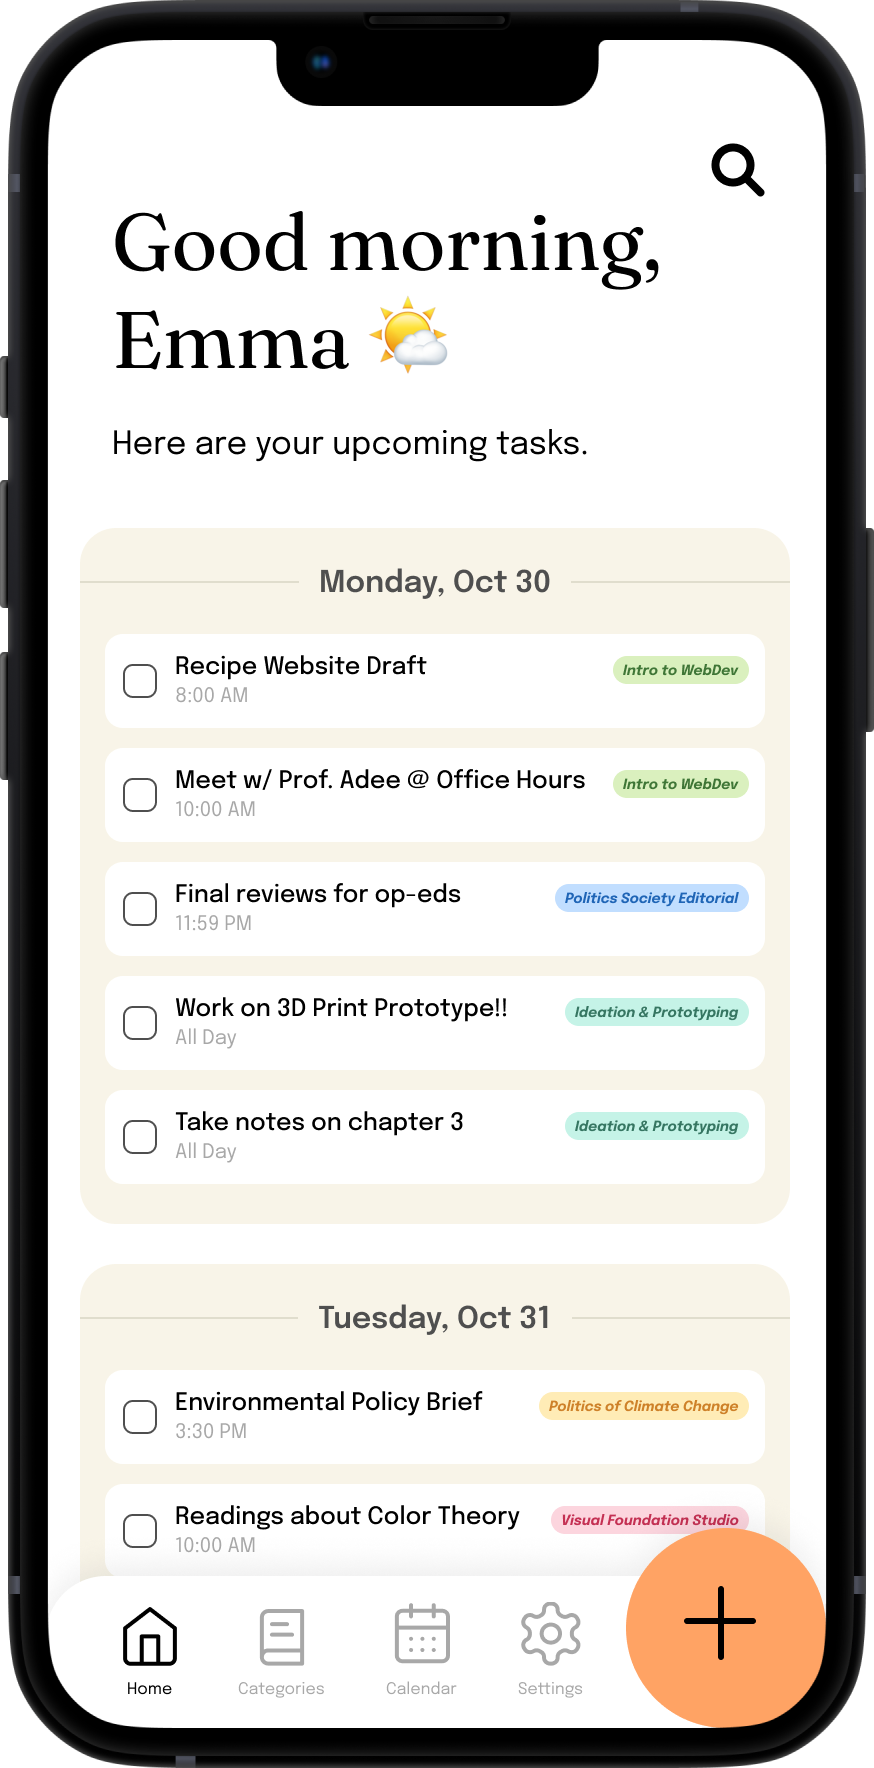 Good morning,
Emma
Here are your upcoming tasks.
Monday, Oct 30
Recipe Website Draft
Intro to WebDev
8:00 AM
Meet w/ Prof. Adee @ Office Hours
Intro to WebDev
10:00 AM
Final reviews for op-eds
Politics Society Editorial
11:59 PM
Work on 3D Print Prototype!!
Ideation & Prototyping
All Day
Take notes on chapter 3
Ideation & Prototyping
All Day
Tuesday, Oct 31
Environmental Policy Brief
Politics of Climate Change
3:30 PM
Readings about Color Theory
Visual Foundation Studio
10:00 AM
Home
Categories
Calendar
Settings